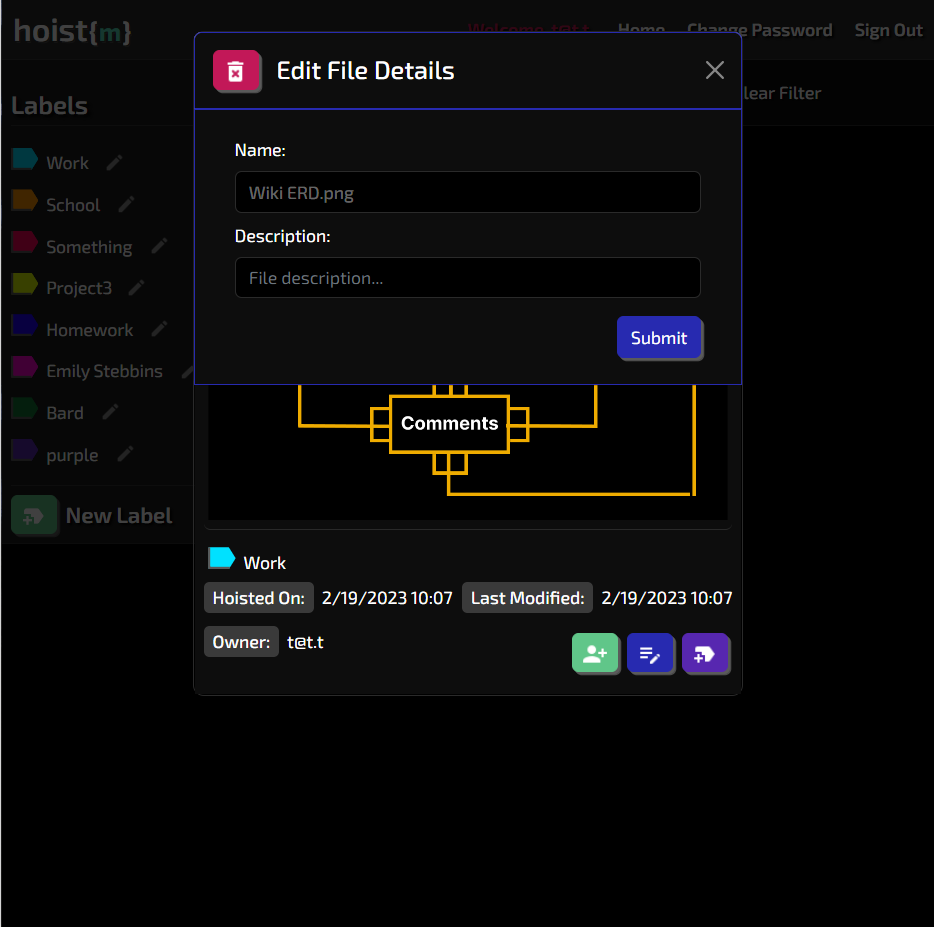 hoist{m}
Welcome, t@t.t
Home
Change Password
Sign Out
Edit File Details
lear Filter
Labels
Name:
Work
Wiki ERD.png
School
Description:
Something
File description...
Project3
Homework
Submit
Emily Stebbins
Bard
Comments
purple
New Label
Work
Hoisted On: 2/19/2023 10:07 Last Modified: 2/19/2023 10:07
Owner: t@t.t